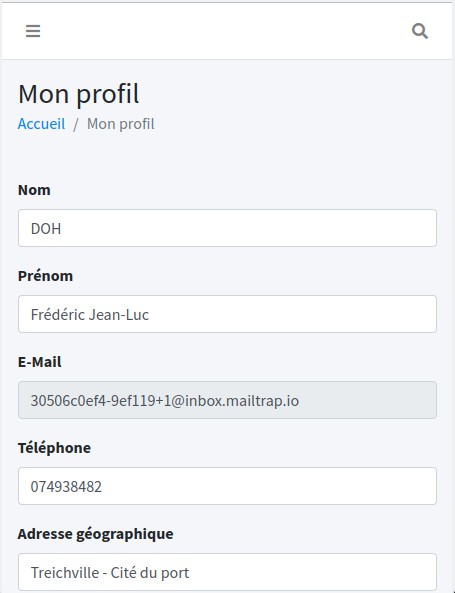 Mon profil
Accueil / Mon profil
Nom
DOH
Prénom
Frédéric Jean-Luc
E-Mail
30506c0ef4-9ef119+1@inbox.mailtrap.io
Téléphone
074938482
Adresse géographique
Treichville - Cité du port